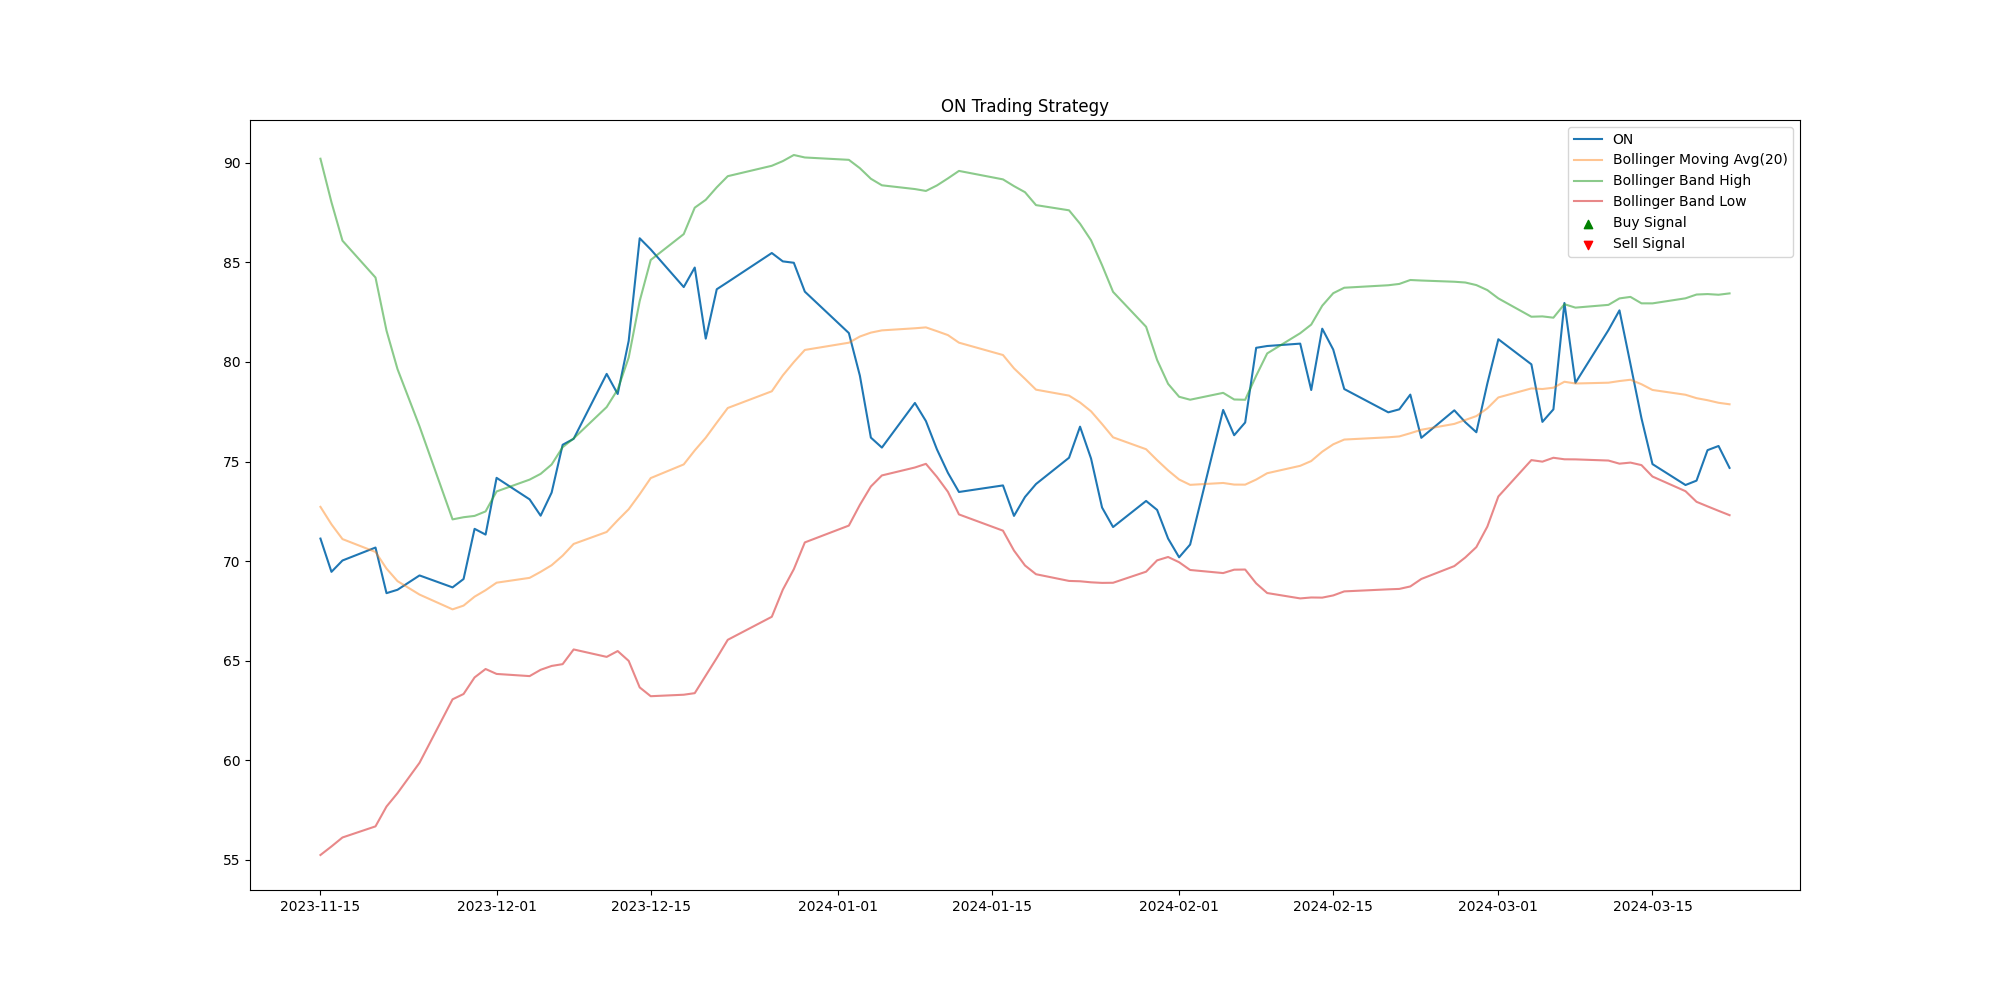 ON Trading Strategy
ON
Bollinger Moving Avg(20)
Bollinger Band High
Bollinger Band Low
Buy Signal
Sell Signal
90
85
80
75
70
65
60
55
2023-11-15 2023-12-01 2023-12-15 2024-01-01 2024-01-15 2024-02-01 2024-02-15 2024-03-01 2024-03-15